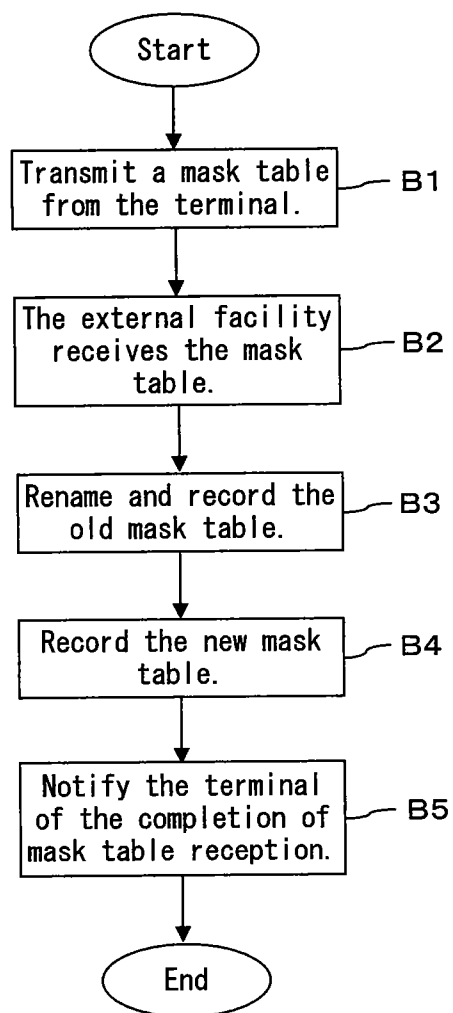 Start
Transmit a mask table
from the terminal.
B1
The external facility
receives the mask
table.
B2
Rename and record the
old mask table.
B3
Record the new mask
table.
B4
Notify the terminal
of the completion of
mask table reception.
B5
End